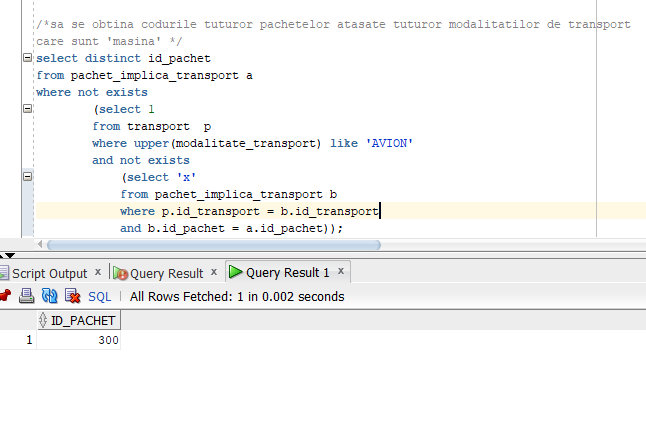 /*sa se obtina codurile tuturor pachetelor atasate tuturor modalitatilor de transport
care sunt 'masina' */
select distinct id_pachet
from pachet_implica_transport a
where not exists
(select 1
from transport  p
where upper(modalitate_transport) like 'AVION'
and not exists
(select 'x'
from pachet_implica_transport b
where p.id_transport = b.id_transport
and b.id_pachet = a.id_pachet));
Script Output x Query Result x Query Result 1 x
SQL | All Rows Fetched: 1 in 0.002 seconds
ID_PACHET
1 300